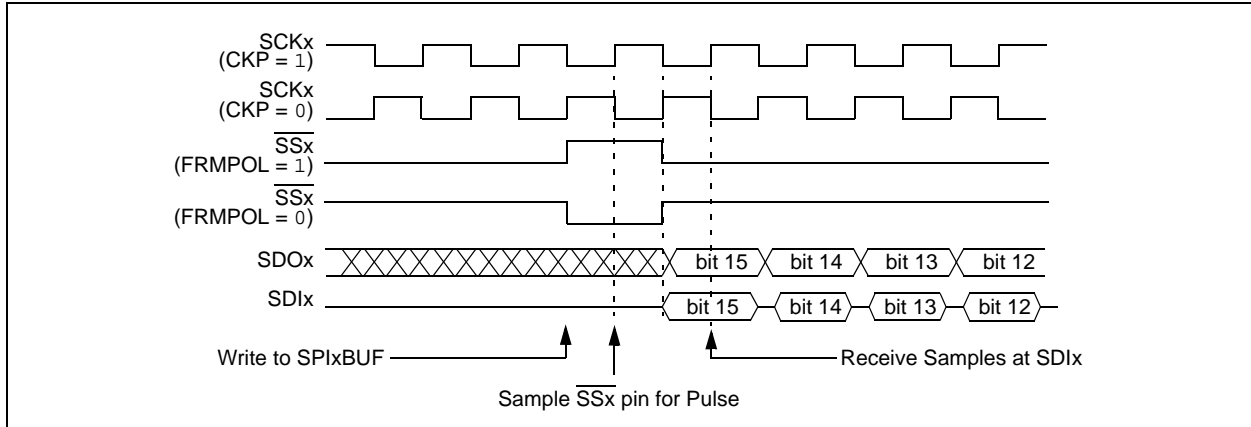 SCKx
(CKP = 1)
SCKx
(CKP = 0)
SSx
(FRMPOL = 1)
SSx
(FRMPOL = 0)
SDOx bit 15 bit 14 bit 13 bit 12
SDIx bit 15 bit 14 bit 13 bit 12
Write to SPIxBUF Receive Samples at SDIx
Sample SSx pin for Pulse